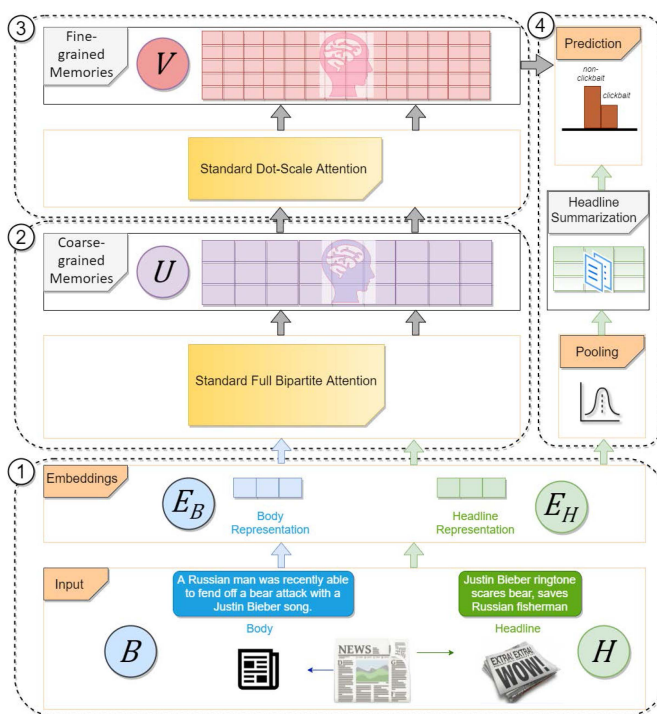 3
Fine-
grained
Memories
V
Standard Dot-Scale Attention
4
Prediction
non-
clickbait
clickbait
Headline
Summarization
Pooling
2
Coarse-
grained
Memories
U
Standard Full Bipartite Attention
1
Embeddings
E_B
Body
Representation
Headline
Representation
E_H
Input
A Russian man was recently able
to fend off a bear attack with a
Justin Bieber song.
Body
Justin Bieber ringtone
scares bear, saves
Russian fisherman
Headline
B
NEWS
EXTRA! EXTRA!
WOW!
H